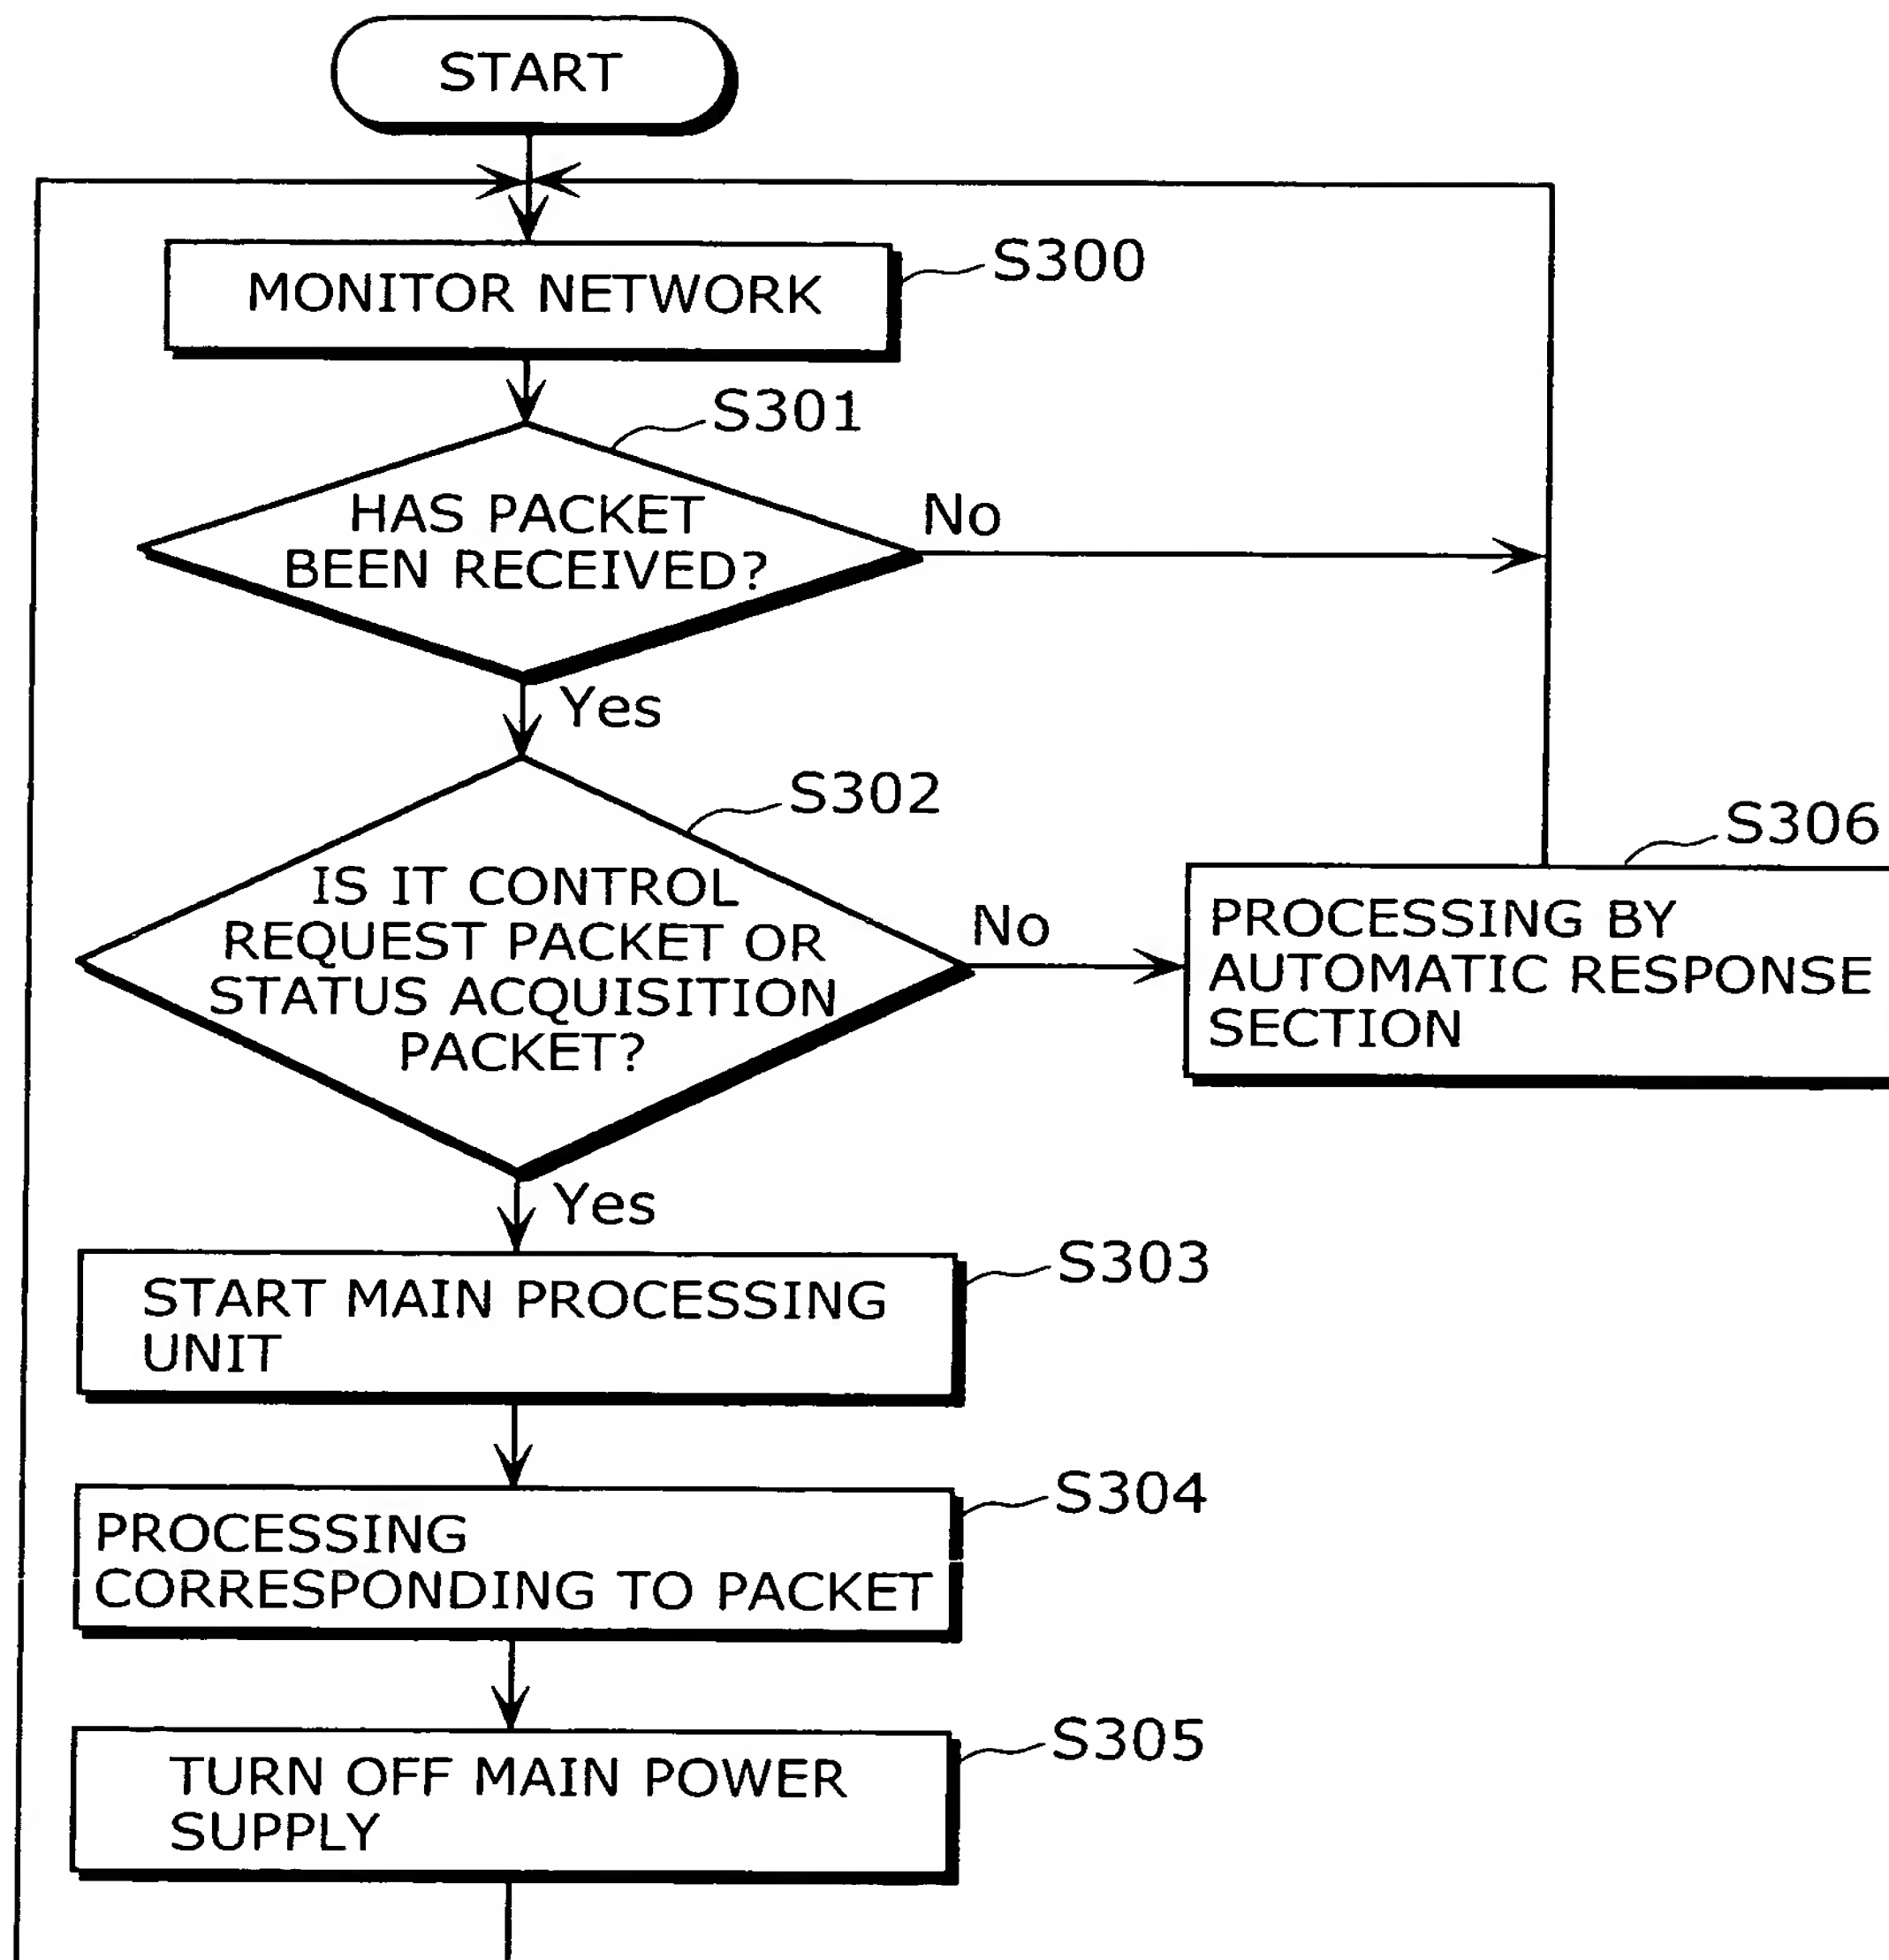 START
MONITOR NETWORK
S300
S301
HAS PACKET
BEEN RECEIVED?
No
Yes
S302
IS IT CONTROL
REQUEST PACKET OR
STATUS ACQUISITION
PACKET?
No
S306
PROCESSING BY
AUTOMATIC RESPONSE
SECTION
Yes
S303
START MAIN PROCESSING
UNIT
S304
PROCESSING
CORRESPONDING TO PACKET
S305
TURN OFF MAIN POWER
SUPPLY